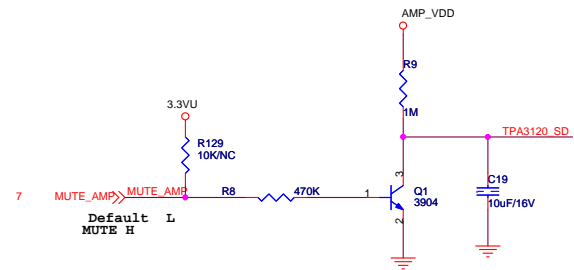 AMP_VDD
R9
1M
3.3VU
R129
10K/NC
TPA3120_SD
7 MUTE_AMP MUTE_AMP R8 470K 1 3 2 Q1
3904
C19
10uF/16V
Default L
MUTE H